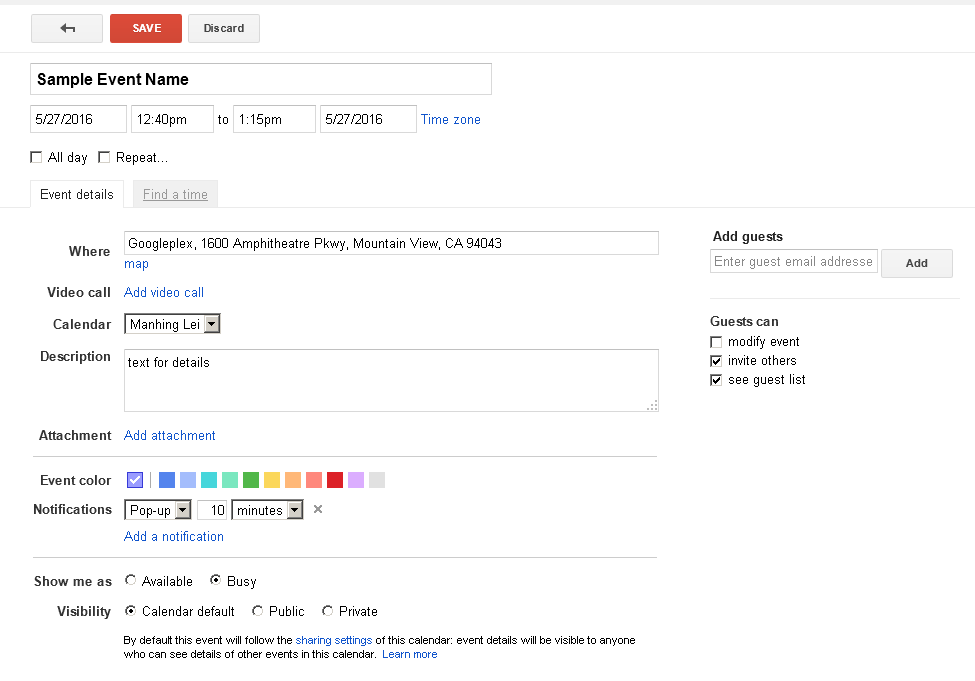 SAVE Discard
Sample Event Name
5/27/2016 12:40pm to 1:15pm 5/27/2016 Time zone
All day Repeat...
Event details Find a time
Where Googleplex, 1600 Amphitheatre Pkwy, Mountain View, CA 94043
map
Video call Add video call
Calendar Manhing Lei
Description text for details
Attachment Add attachment
Event color
Notifications Pop-up 10 minutes
Add a notification
Show me as Available Busy
Visibility Calendar default Public Private
By default this event will follow the sharing settings of this calendar: event details will be visible to anyone
who can see details of other events in this calendar. Learn more
Add guests
Enter guest email addresse Add
Guests can
modify event
invite others
see guest list